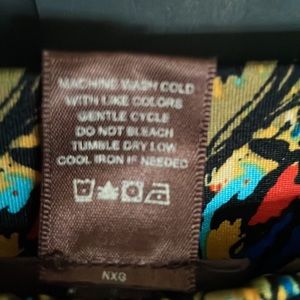 MACHINE WASH COLD
WITH LIKE COLORS
GENTLE CYCLE
DO NOT BLEACH
TUMBLE DRY LOW
COOL IRON IF NEEDED
NXG